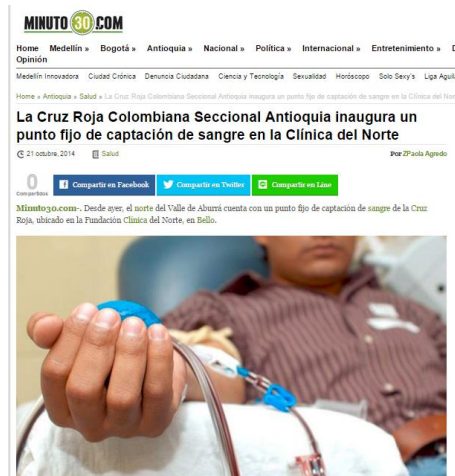 MINUTO 30 .COM
Home Medellín » Bogotá » Antioquia » Nacional » Política » Internacional » Entretenimiento »
Opinión
Medellín Innovadora Ciudad Crónica Denuncia Ciudadana Ciencia y Tecnología Sexualidad Horóscopo Solo Sexy's Liga
Home » Antioquia » Salud » La Cruz Roja Colombiana Seccional Antioquia inaugura un punto fijo de captación de sangre en la Clínica del
La Cruz Roja Colombiana Seccional Antioquia inaugura un
punto fijo de captación de sangre en la Clínica del Norte
21 octubre, 2014 Salud Por ZPaola Agredo
0
Compartidos
Compartir en Facebook Compartir en Twitter Compartir en Line
Minuto30.com-. Desde ayer, el norte del Valle de Aburrá cuenta con un punto fijo de captación de sangre de la Cruz
Roja, ubicado en la Fundación Clínica del Norte, en Bello.